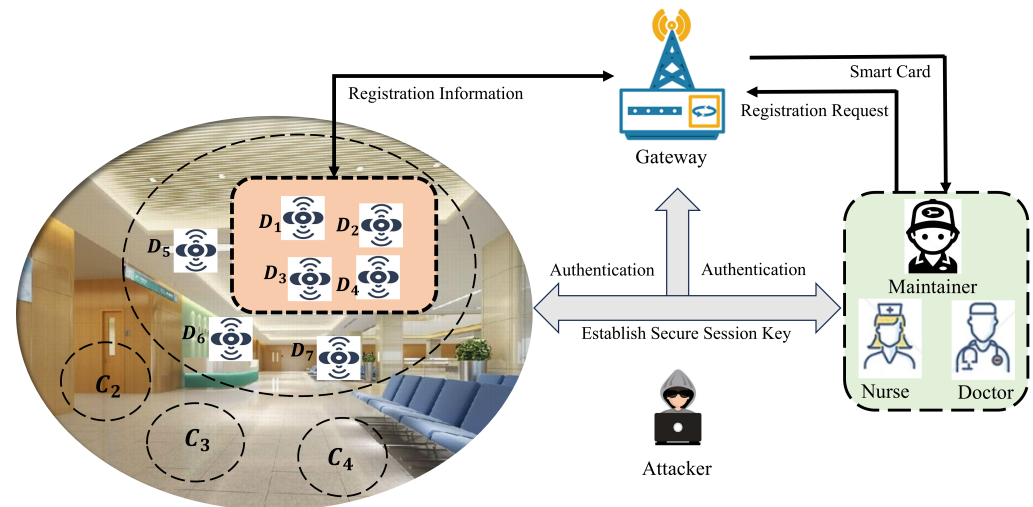 Smart Card
Registration Information
Registration Request
Gateway
D1
D2
D5
D3
D4
Authentication
Authentication
Maintainer
Establish Secure Session Key
D6
D7
C2
Nurse
Doctor
C3
C4
Attacker